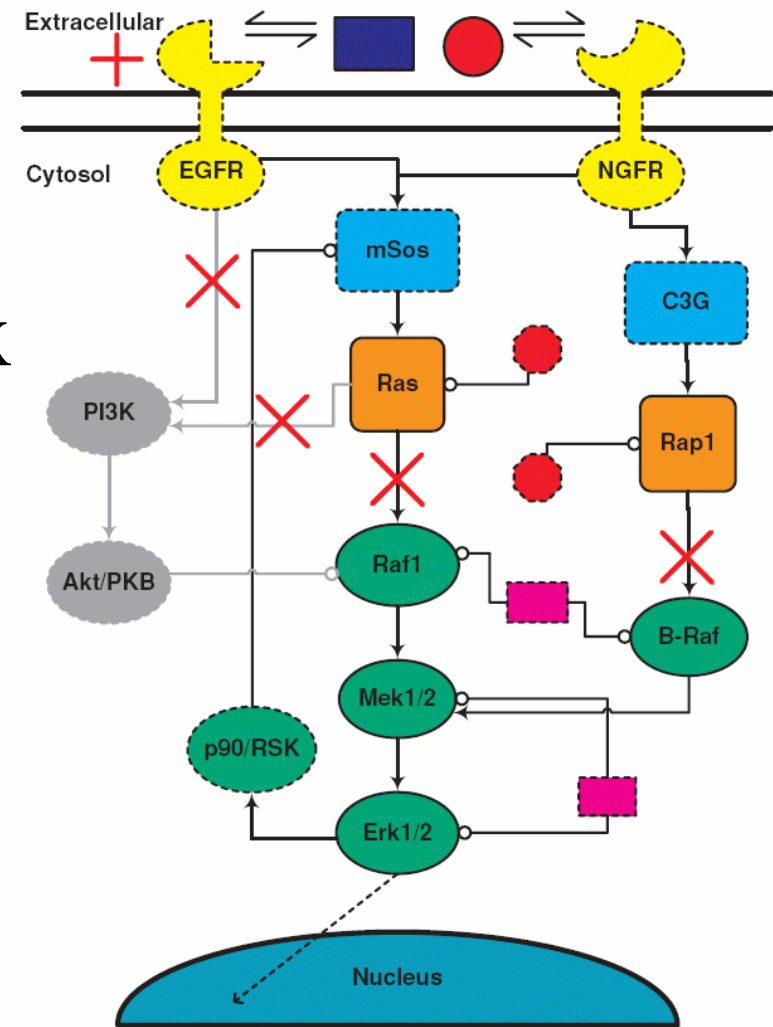 Extracellular
EGFR
NGFR
Cytosol
mSos
C3G
K
Ras
PI3K
Rap1
Raf1
Akt/PKB
B-Raf
Mek1/2
p90/RSK
Erk1/2
Nucleus